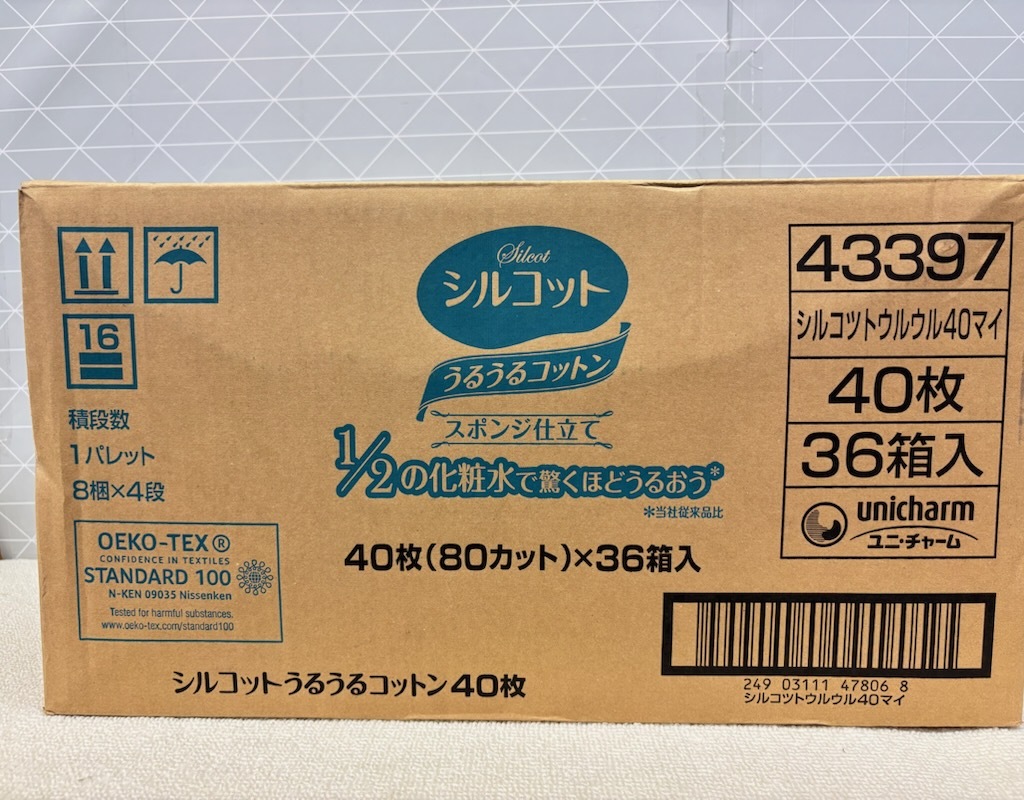 16
積段数
1パレット
8梱×4段
OEKO-TEX®
CONFIDENCE IN TEXTILES
STANDARD 100
N-KEN 09035 Nissenken
Tested for harmful substances.
www.oeko-tex.com/standard100
Silcot
シルコット
うるうるコットン
スポンジ仕立て
1/2の化粧水で驚くほどうるおう*
*当社従来品比
40枚(80カット)×36箱入
シルコットうるうるコットン40枚
43397
シルコツトウルウル40マイ
40枚
36箱入
unicharm
ユニ・チャーム
249 03111 47806 8
シルコツトウルウル40マイ